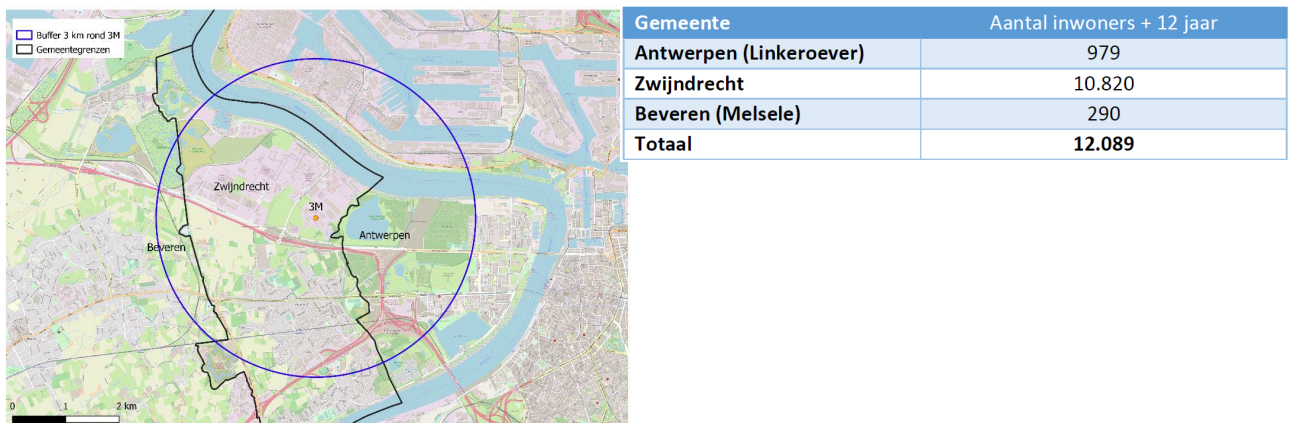 Buffer 3 km rond 3M
Gemeentegrenzen
Zwijndrecht
3M
Antwerpen
Beveren
0 1 2 km
Gemeente Aantal inwoners + 12 jaar
Antwerpen (Linkeroever) 979
Zwijndrecht 10.820
Beveren (Melsele) 290
Totaal 12.089